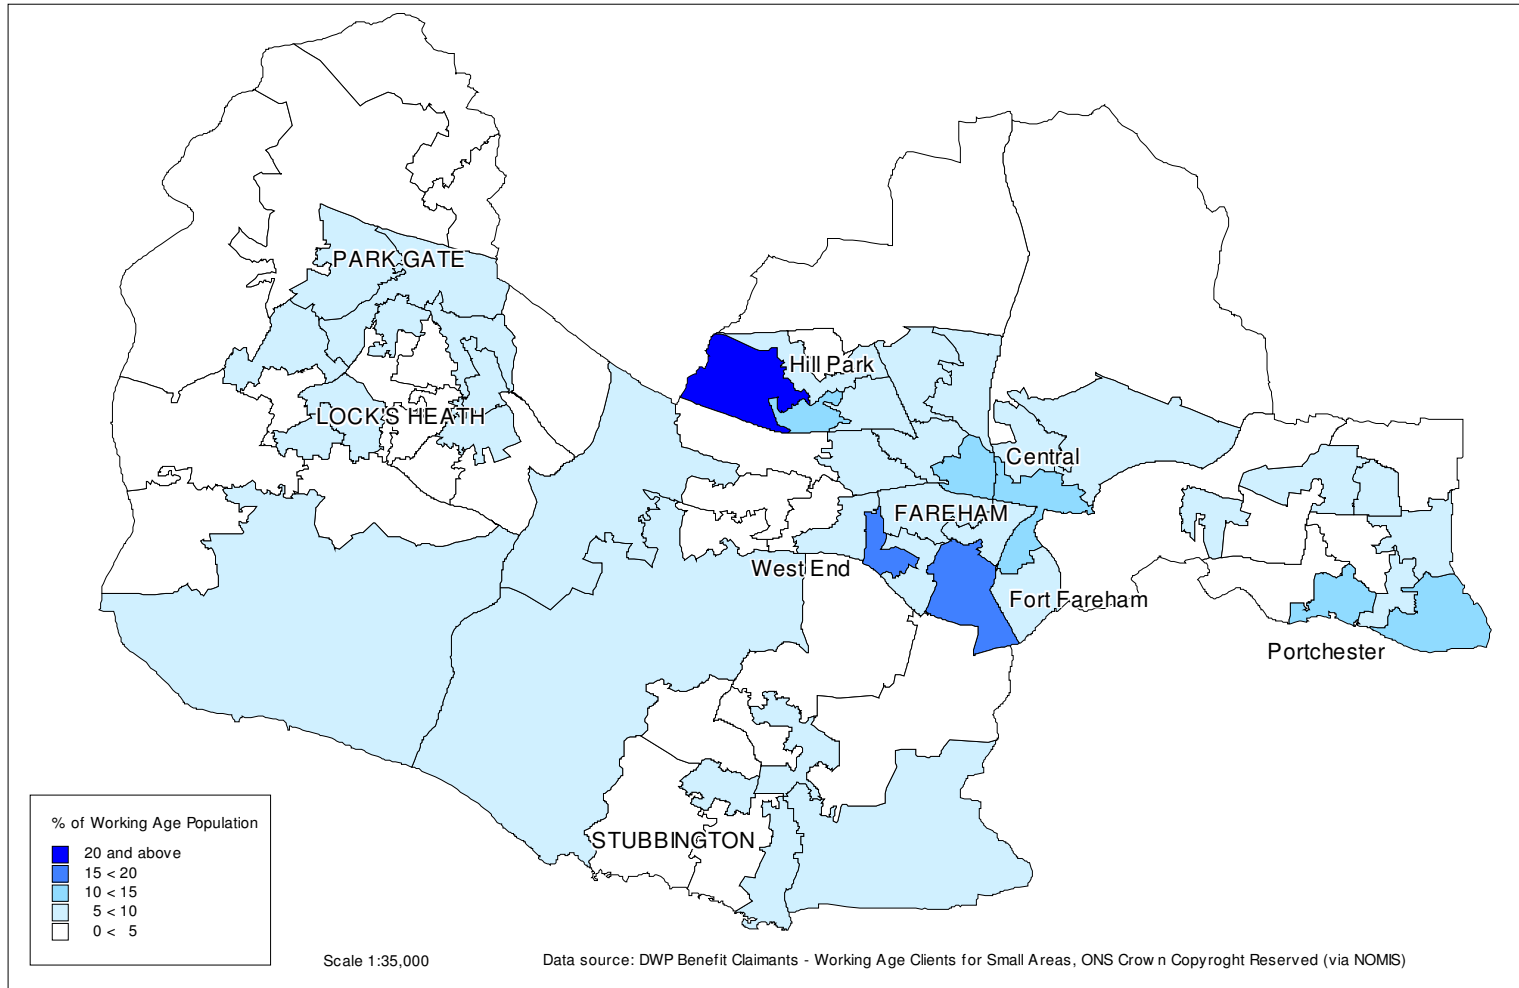 PARK GATE
Hill Park
LOCK'S HEATH
Central
FAREHAM
West End
Fort Fareham
Portchester
STUBBINGTON
% of Working Age Population
20 and above
15 < 20
10 < 15
5 < 10
0 < 5
Scale 1:35,000
Data source: DWP Benefit Claimants - Working Age Clients for Small Areas, ONS Crown Copyroght Reserved (via NOMIS)